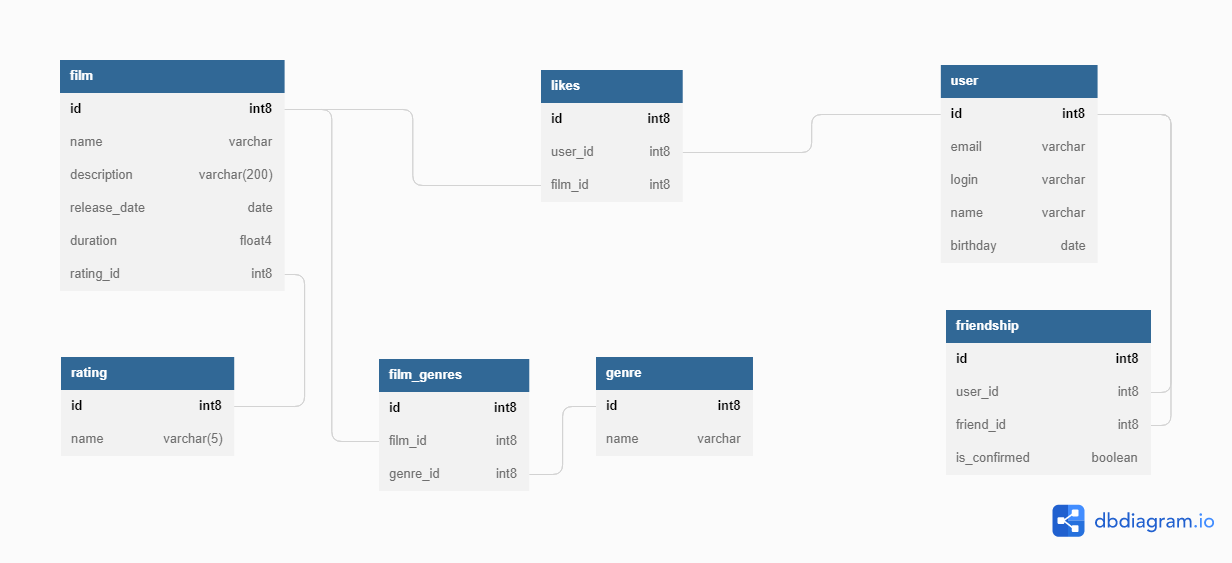 film
id int8
name varchar
description varchar(200)
release_date date
duration float4
rating_id int8
likes
id int8
user_id int8
film_id int8
user
id int8
email varchar
login varchar
name varchar
birthday date
rating
id int8
name varchar(5)
film_genres
id int8
film_id int8
genre_id int8
genre
id int8
name varchar
friendship
id int8
user_id int8
friend_id int8
is_confirmed boolean
dbdiagram.io